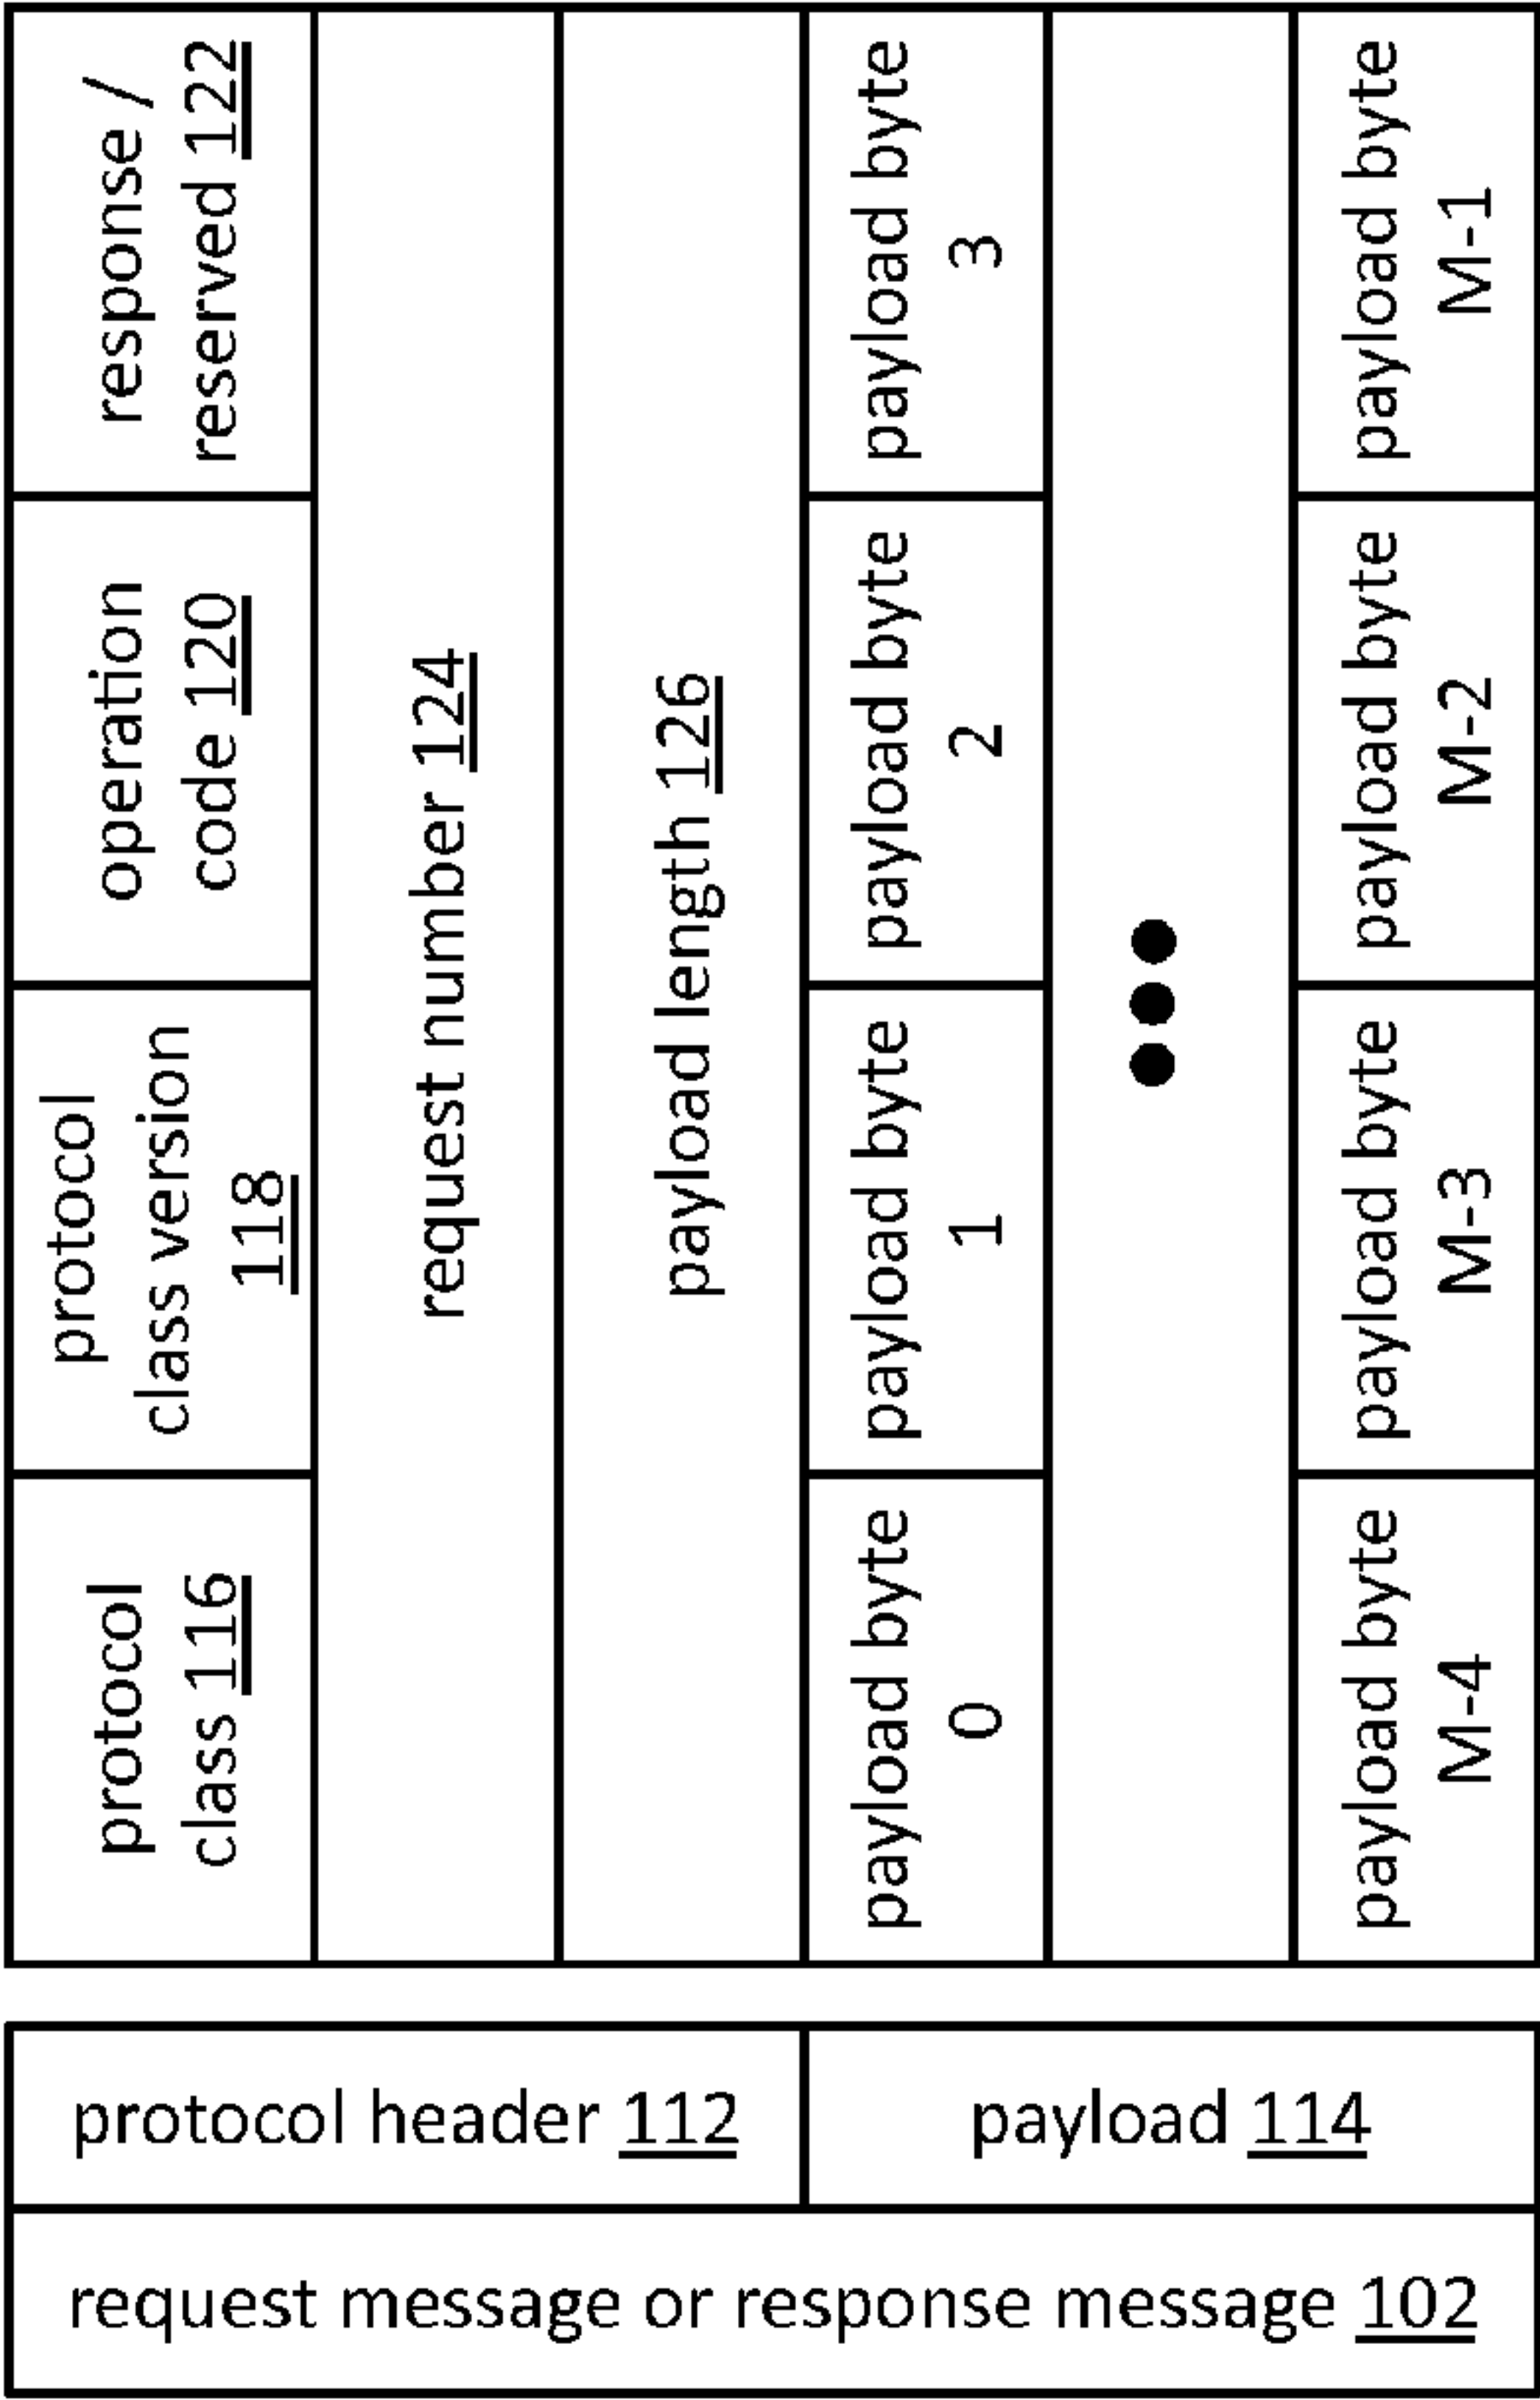 request message or response message 102
protocol header 112
payload 114
protocol
class 116
protocol
class version
118
operation
code 120
response /
reserved 122
request number 124
payload length 126
payload byte
0
payload byte
1
payload byte
2
payload byte
3
payload byte
M-4
payload byte
M-3
payload byte
M-2
payload byte
M-1